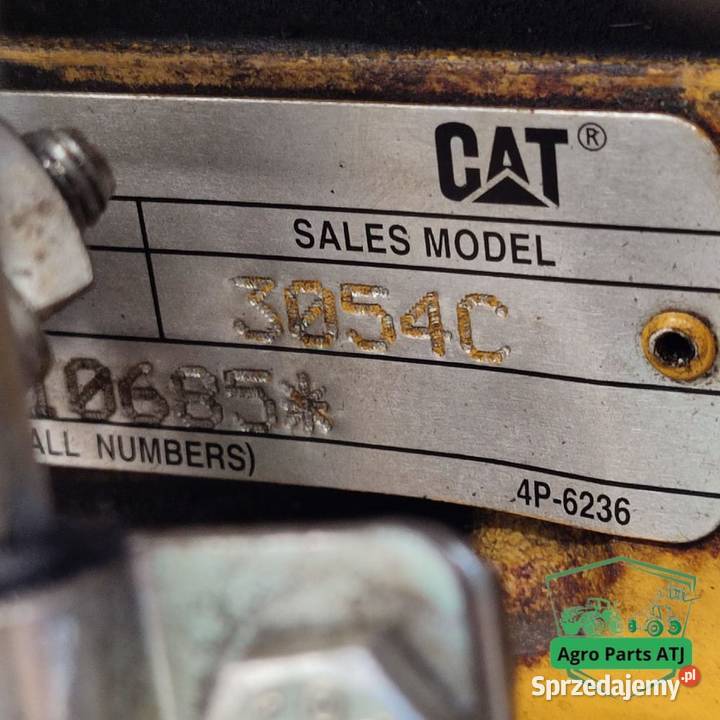 CAT®
SALES MODEL
3054C
10685*
ALL NUMBERS)
4P-6236
Agro Parts ATJ
Sprzedajemy.pl